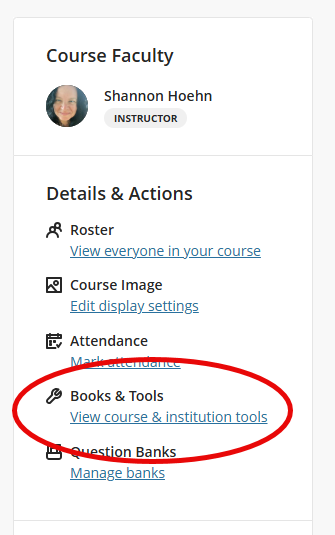 Course Faculty
Shannon Hoehn
INSTRUCTOR
Details & Actions
Roster
View everyone in your course
Course Image
Edit display settings
Attendance
Mark attendance
Books & Tools
View course & institution tools
Question Banks
Manage banks